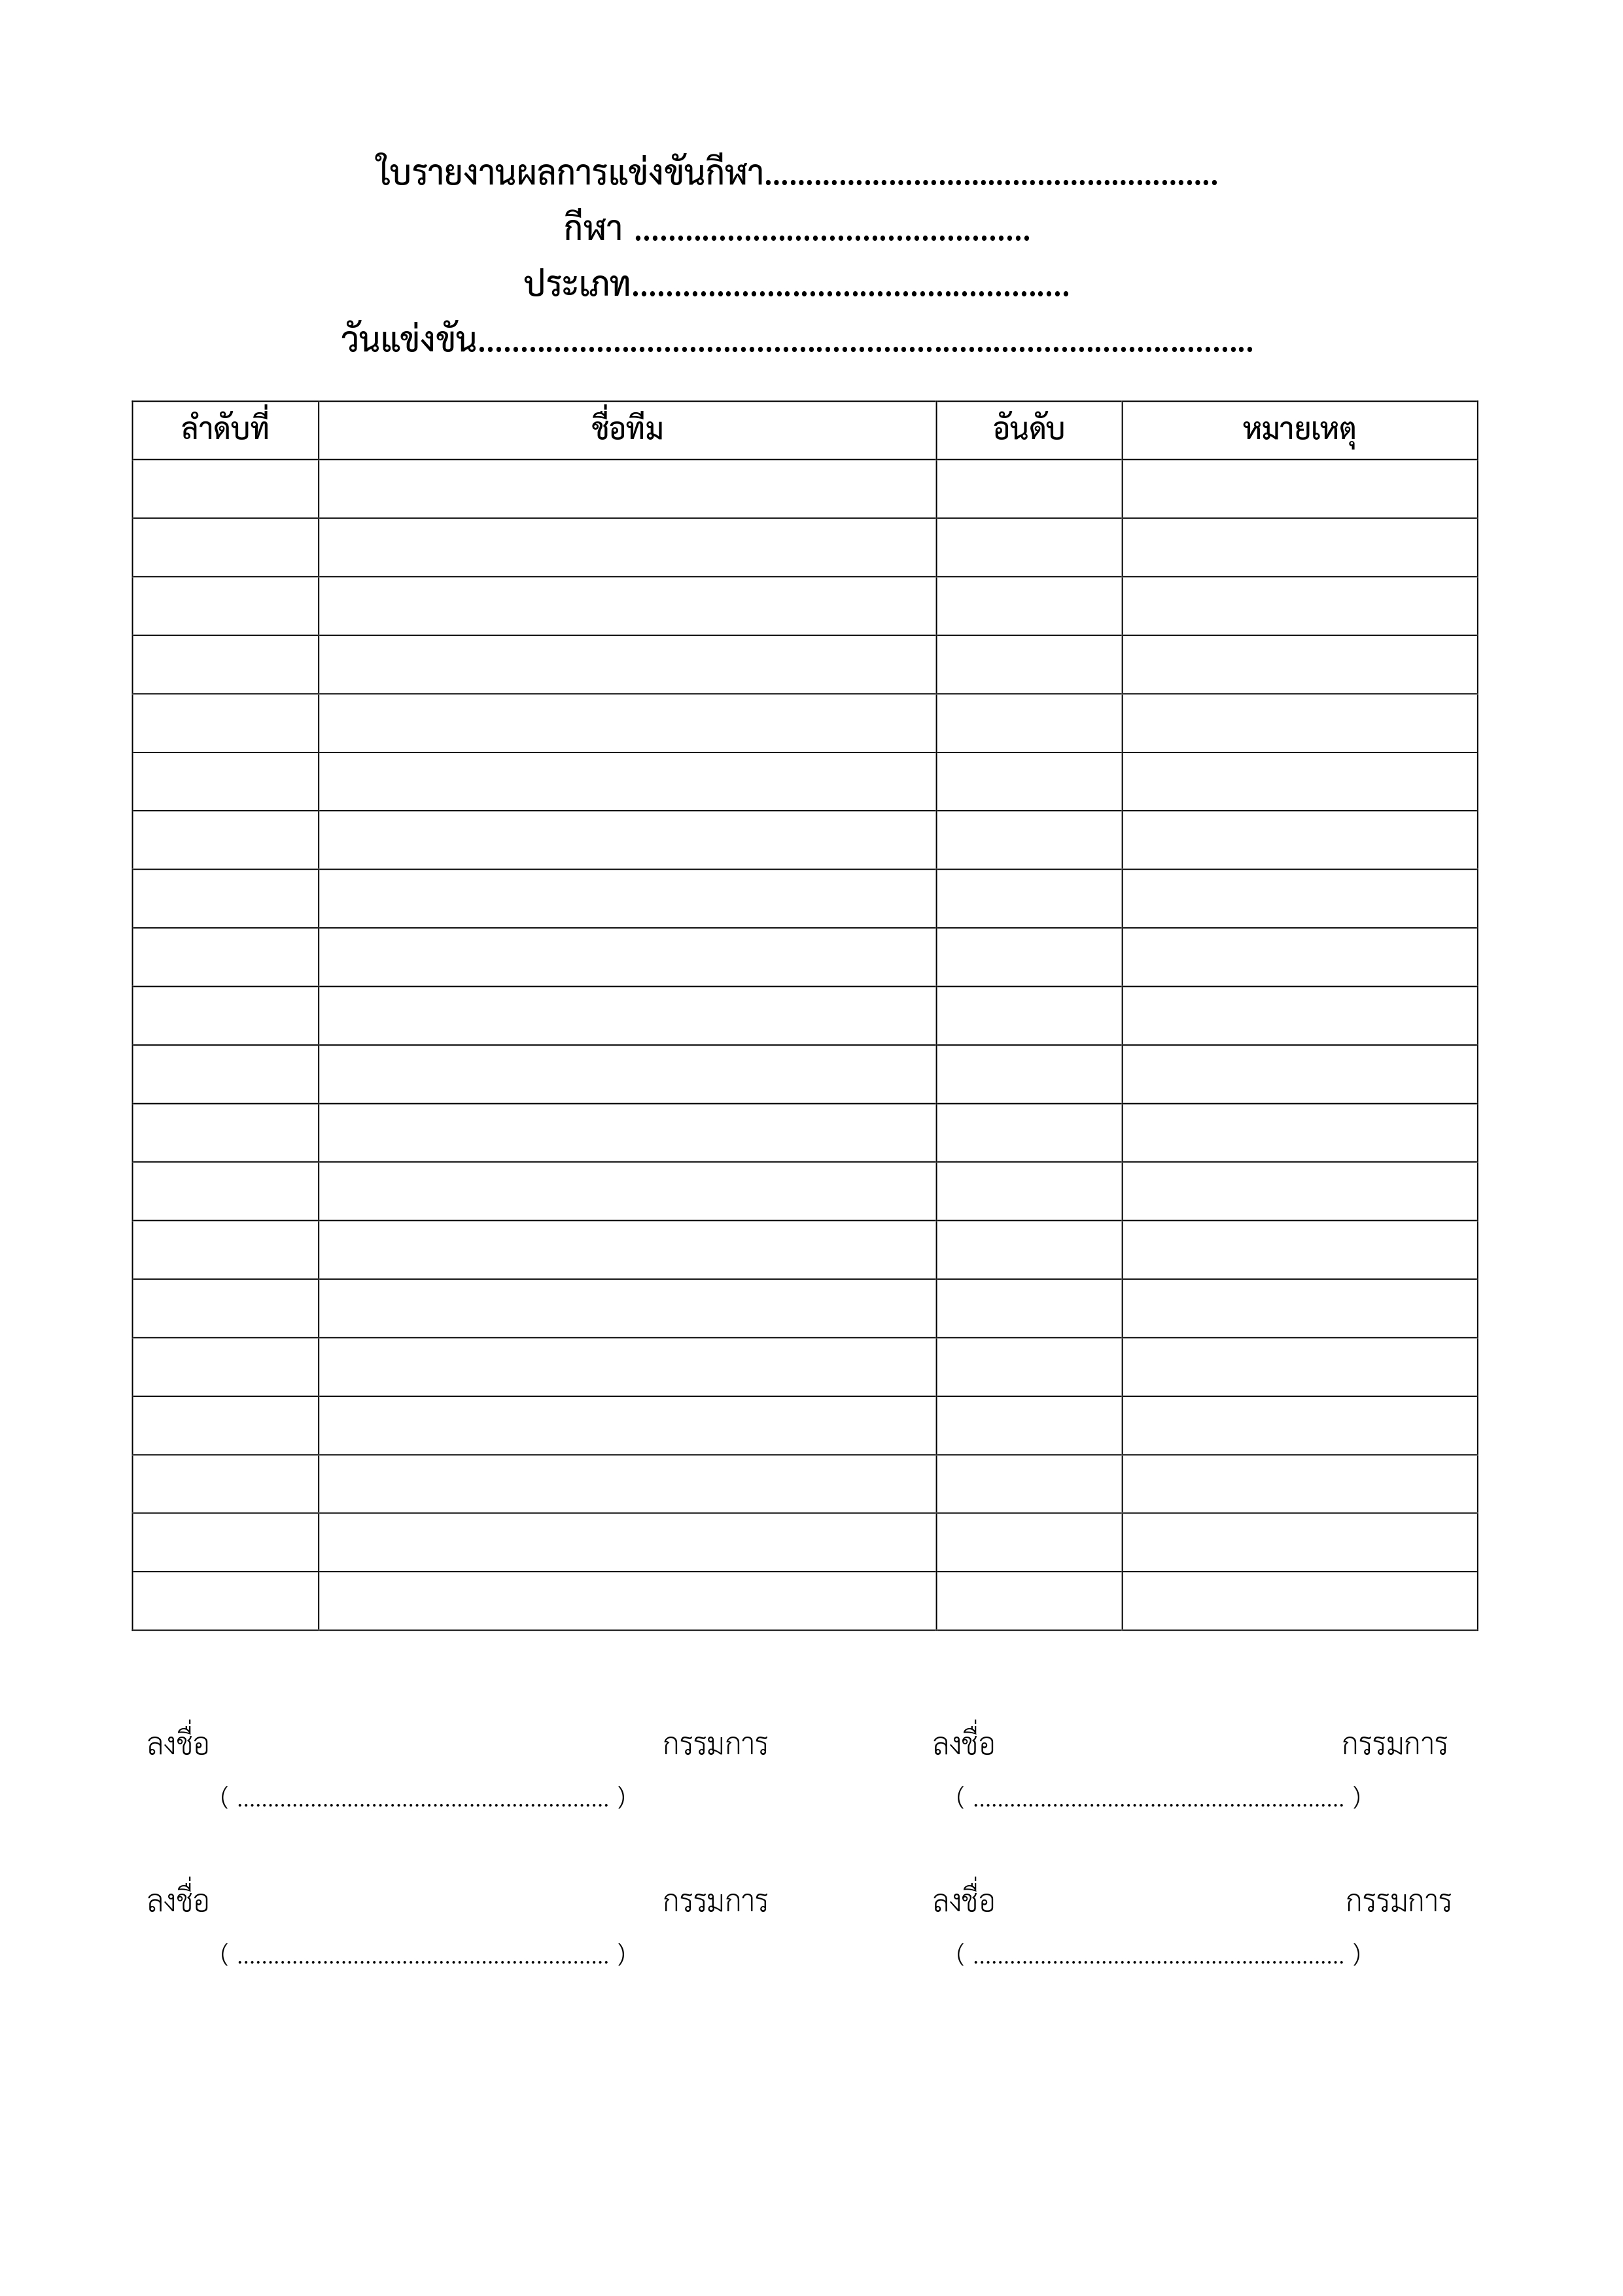 ใบรายงานผลการแข่งขันกีฬา......................................................
กีฬา ...............................................
ประเภท....................................................
วันแข่งขัน............................................................................................
ลำดับที่ ชื่อทีม อันดับ หมายเหตุ
ลงชื่อ กรรมการ ลงชื่อ กรรมการ
( ............................................................. ) ( ............................................................. )
ลงชื่อ กรรมการ ลงชื่อ กรรมการ
( ............................................................. ) ( ............................................................. )